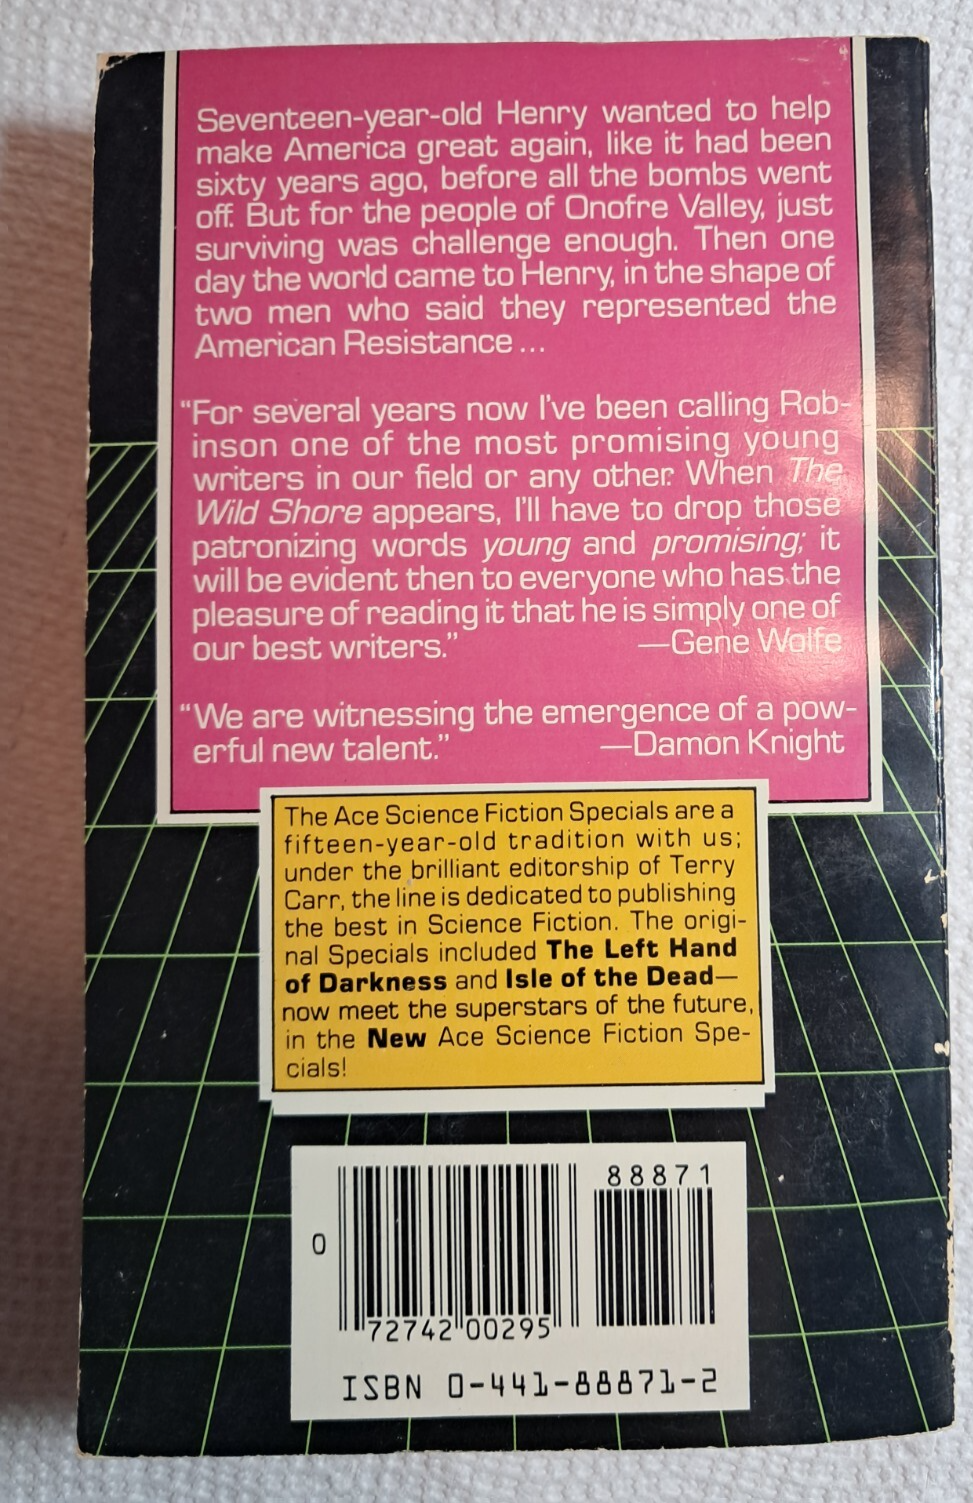 Seventeen-year-old Henry wanted to help
make America great again, like it had been
sixty years ago, before all the bombs went
off. But for the people of Onofre Valley, just
surviving was challenge enough. Then one
day the world came to Henry, in the shape of
two men who said they represented the
American Resistance ...
"For several years now I've been calling Rob-
inson one of the most promising young
writers in our field or any other. When The
Wild Shore appears, I'll have to drop those
patronizing words young and promising; it
will be evident then to everyone who has the
pleasure of reading it that he is simply one of
our best writers." —Gene Wolfe
"We are witnessing the emergence of a pow-
erful new talent." —Damon Knight
The Ace Science Fiction Specials are a
fifteen-year-old tradition with us;
under the brilliant editorship of Terry
Carr, the line is dedicated to publishing
the best in Science Fiction. The origi-
nal Specials included The Left Hand
of Darkness and Isle of the Dead—
now meet the superstars of the future,
in the New Ace Science Fiction Spe-
cials!
88871
0
72742 00295
ISBN 0-441-88871-2